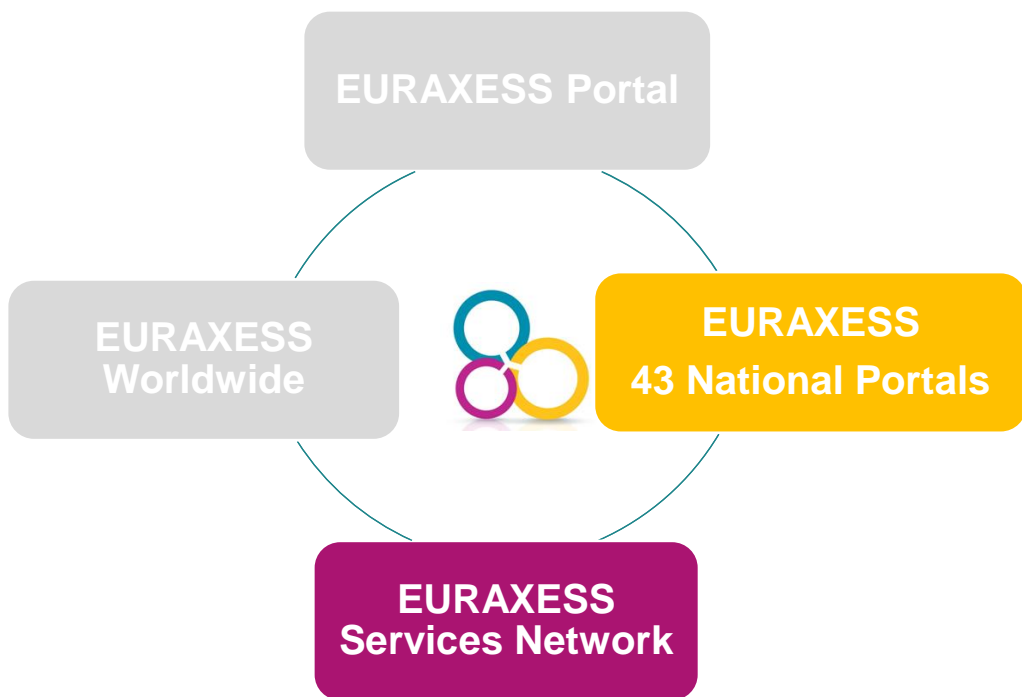 EURAXESS Portal
EURAXESS
Worldwide
EURAXESS
43 National Portals
EURAXESS
Services Network